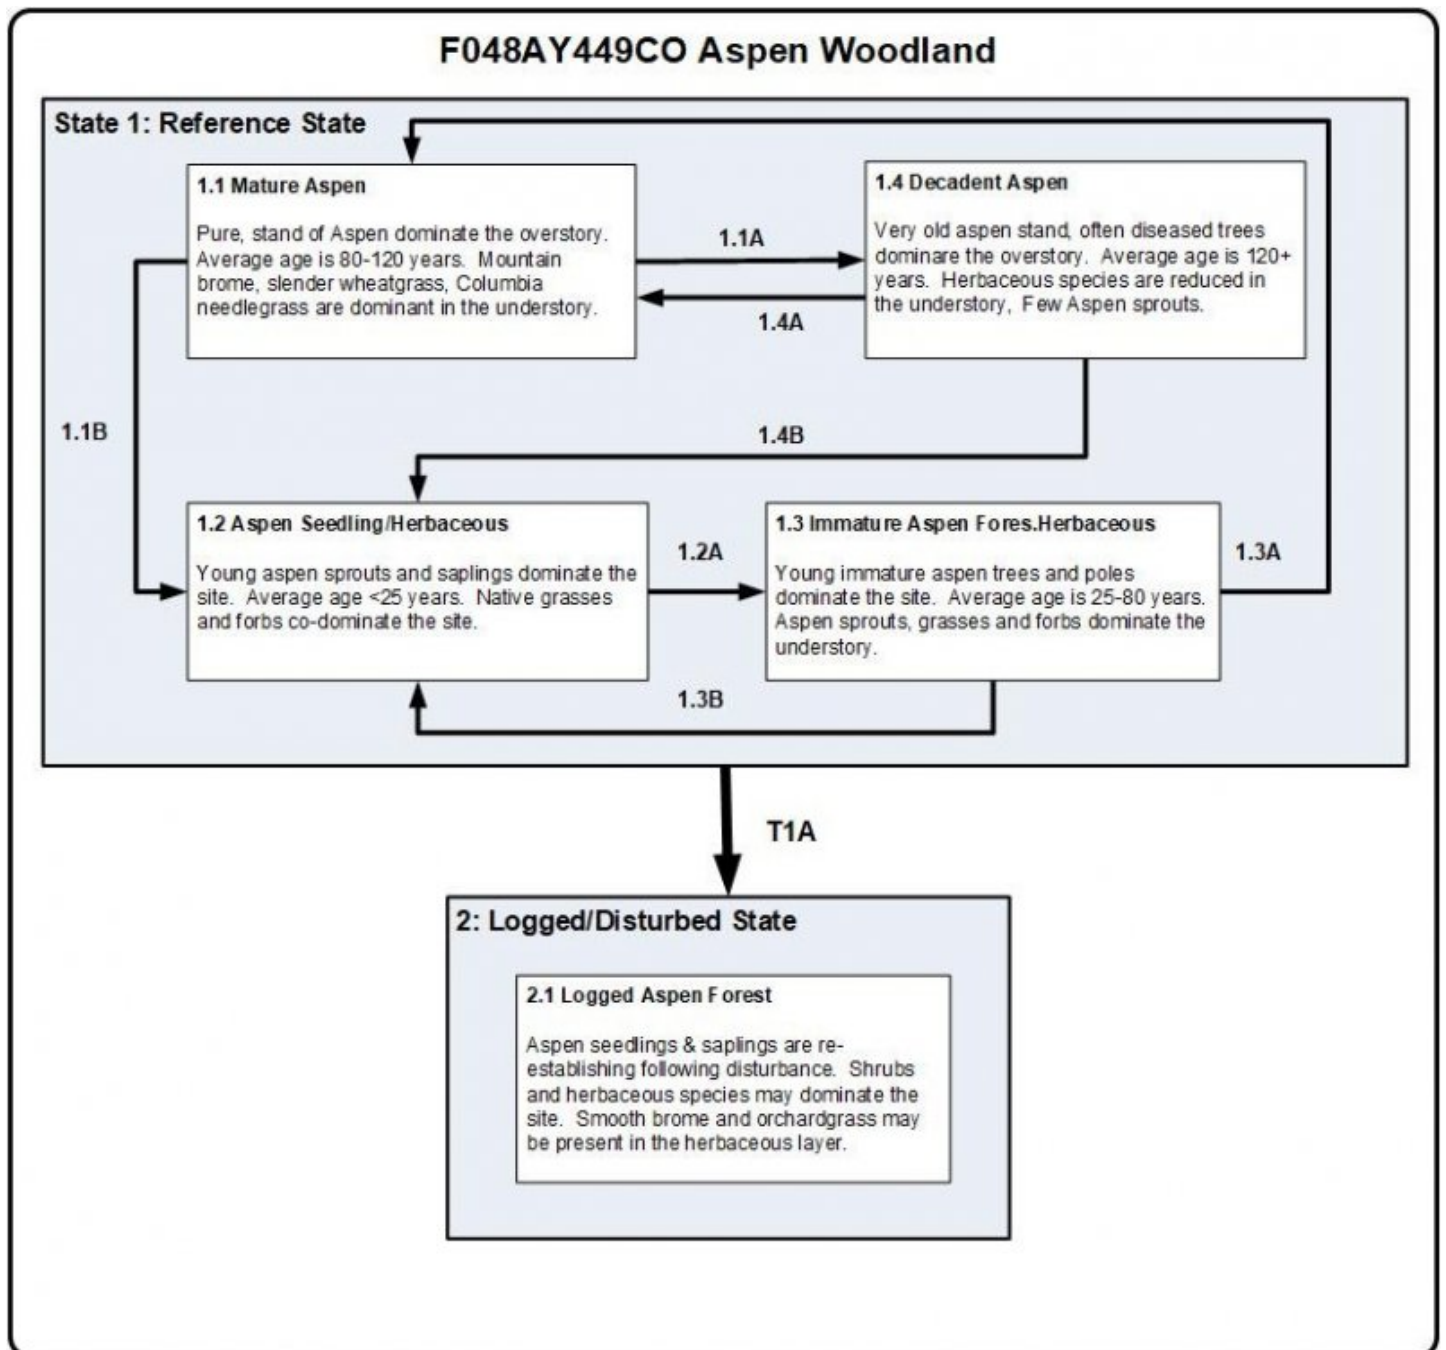 F048AY449CO Aspen Woodland
State 1: Reference State
1.1 Mature Aspen
Pure, stand of Aspen dominate the overstory.
Average age is 80-120 years. Mountain
brome, slender wheatgrass, Columbia
needlegrass are dominant in the understory.
1.1A
1.4A
1.4 Decadent Aspen
Very old aspen stand, often diseased trees
dominare the overstory. Average age is 120+
years. Herbaceous species are reduced in
the understory, Few Aspen sprouts.
1.1B
1.4B
1.2 Aspen Seedling/Herbaceous
Young aspen sprouts and saplings dominate the
site. Average age <25 years. Native grasses
and forbs co-dominate the site.
1.2A
1.3 Immature Aspen Fores.Herbaceous
Young immature aspen trees and poles
dominate the site. Average age is 25-80 years.
Aspen sprouts, grasses and forbs dominate the
understory.
1.3A
1.3B
T1A
2: Logged/Disturbed State
2.1 Logged Aspen Forest
Aspen seedlings & saplings are re-
establishing following disturbance. Shrubs
and herbaceous species may dominate the
site. Smooth brome and orchardgrass may
be present in the herbaceous layer.